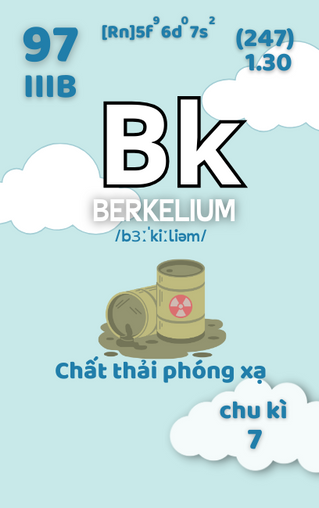 97
IIIB
[Rn]5f⁹6d⁰7s²
(247)
1.30
Bk
BERKELIUM
/bɜːˈkiːliəm/
Chất thải phóng xạ
chu kì
7